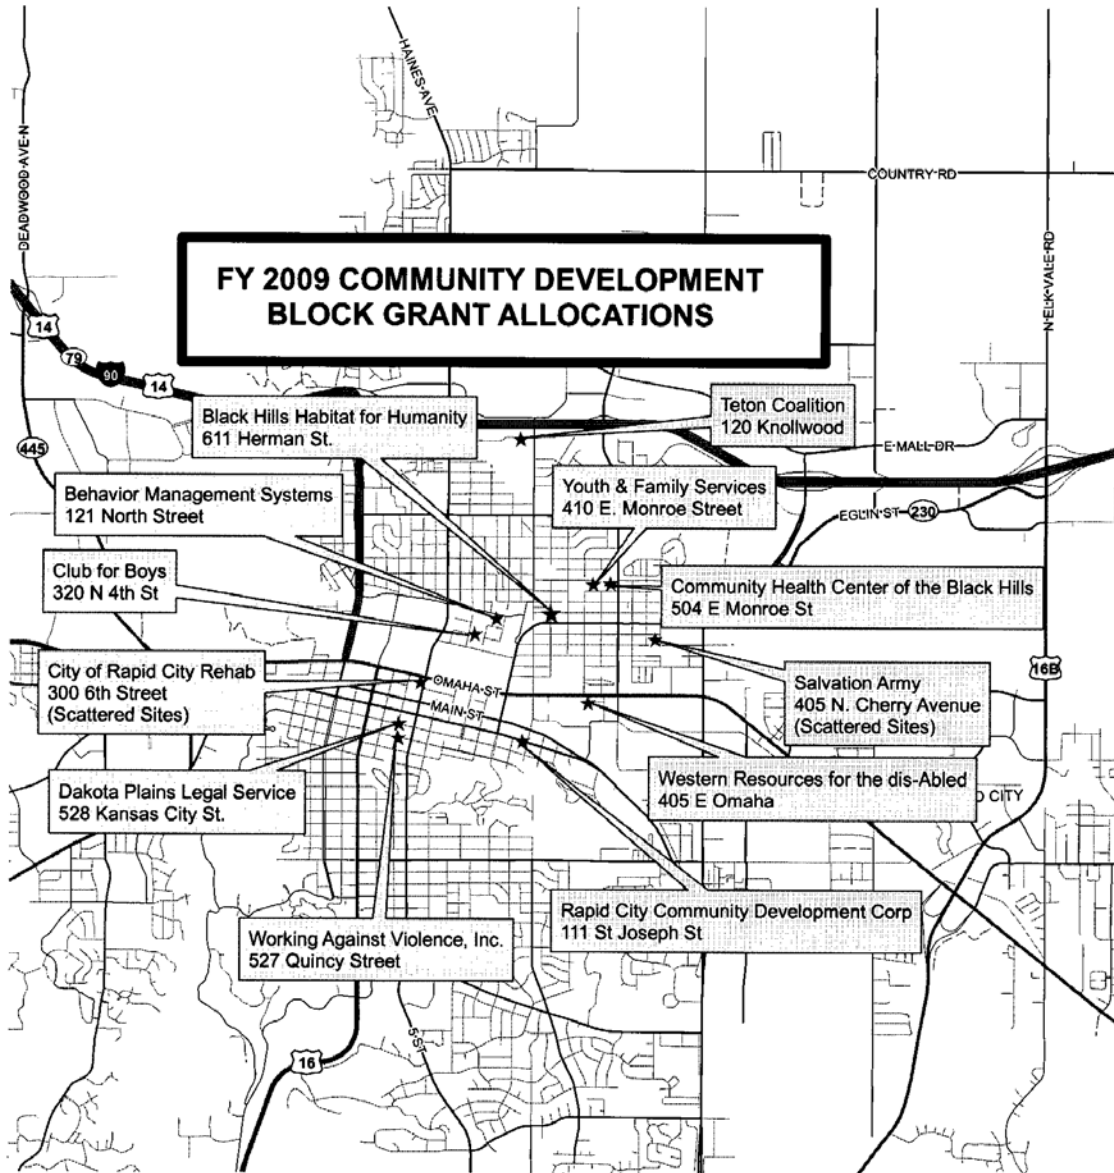 HAINES AVE
DEADWOOD AVE N
COUNTRY RD
N ELK VALE RD
FY 2009 COMMUNITY DEVELOPMENT
BLOCK GRANT ALLOCATIONS
14
79
90
14
445
Black Hills Habitat for Humanity
611 Herman St.
Teton Coalition
120 Knollwood
E MALL DR
Behavior Management Systems
121 North Street
Youth & Family Services
410 E. Monroe Street
EGLIN ST
230
Club for Boys
320 N 4th St
Community Health Center of the Black Hills
504 E Monroe St
City of Rapid City Rehab
300 6th Street
(Scattered Sites)
OMAHA ST
MAIN ST
16B
Salvation Army
405 N. Cherry Avenue
(Scattered Sites)
Dakota Plains Legal Service
528 Kansas City St.
Western Resources for the dis-Abled
405 E Omaha
CITY
Rapid City Community Development Corp
111 St Joseph St
Working Against Violence, Inc.
527 Quincy Street
5 ST
16